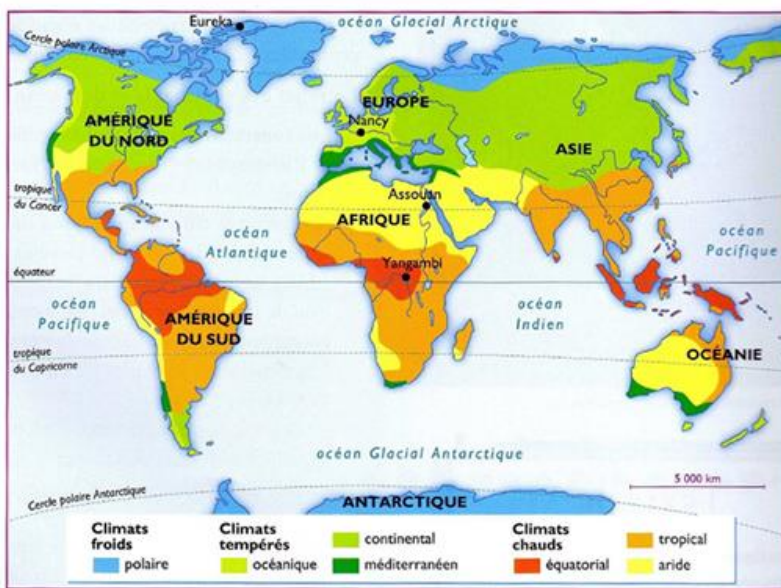 Eureka
océan Glacial Arctique
Cercle polaire Arctique
AMÉRIQUE
DU NORD
EUROPE
Nancy
ASIE
tropique
du Cancer
Assouan
AFRIQUE
océan
Atlantique
océan
Pacifique
équateur
Yangambi
océan
Pacifique
océan
Indien
AMÉRIQUE
DU SUD
OCÉANIE
tropique
du Capricorne
océan Glacial Antarctique
5 000 km
Cercle polaire Antarctique
ANTARCTIQUE
Climats
froids
polaire
Climats
tempérés
océanique
continental
méditerranéen
Climats
chauds
équatorial
tropical
aride